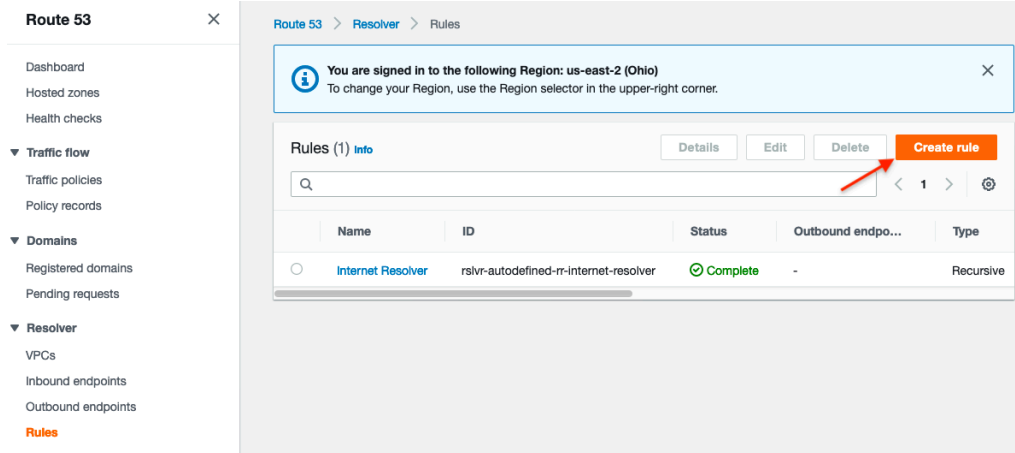 Route 53
Dashboard
Hosted zones
Health checks
Traffic flow
Traffic policies
Policy records
Domains
Registered domains
Pending requests
Resolver
VPCs
Inbound endpoints
Outbound endpoints
Rules
Route 53 > Resolver > Rules
You are signed in to the following Region: us-east-2 (Ohio)
To change your Region, use the Region selector in the upper-right corner.
Rules (1) Info Details Edit Delete Create rule
< 1 >
Name ID Status Outbound endpo... Type
Internet Resolver rslvr-autodefined-rr-internet-resolver Complete - Recursive